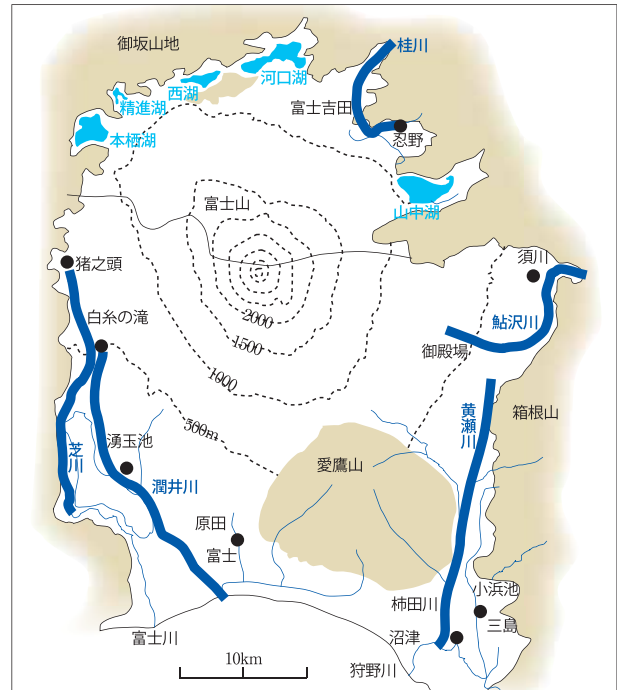 御坂山地
桂川
河口湖
西湖
精進湖
富士吉田
本栖湖
忍野
富士山
山中湖
猪之頭
須川
白糸の滝
2000
鮎沢川
1500
御殿場
1000
500m
黄瀬川
箱根山
湧玉池
芝川
愛鷹山
潤井川
原田
富士
小浜池
柿田川
三島
富士川
沼津
10km
狩野川